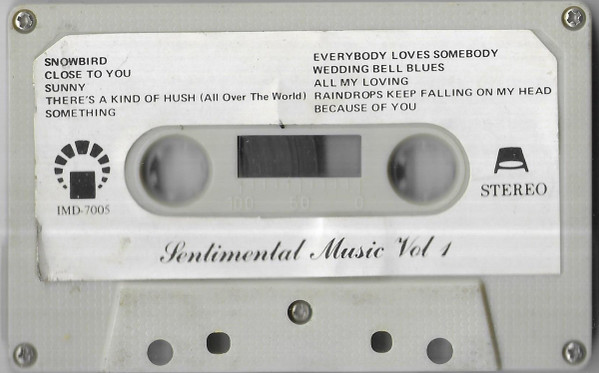 SNOWBIRD
CLOSE TO YOU
SUNNY
THERE'S A KIND OF HUSH (All Over The World)
SOMETHING
EVERYBODY LOVES SOMEBODY
WEDDING BELL BLUES
ALL MY LOVING
RAINDROPS KEEP FALLING ON MY HEAD
BECAUSE OF YOU
IMD-7005
STEREO
100 50 0
Sentimental Music Vol 1